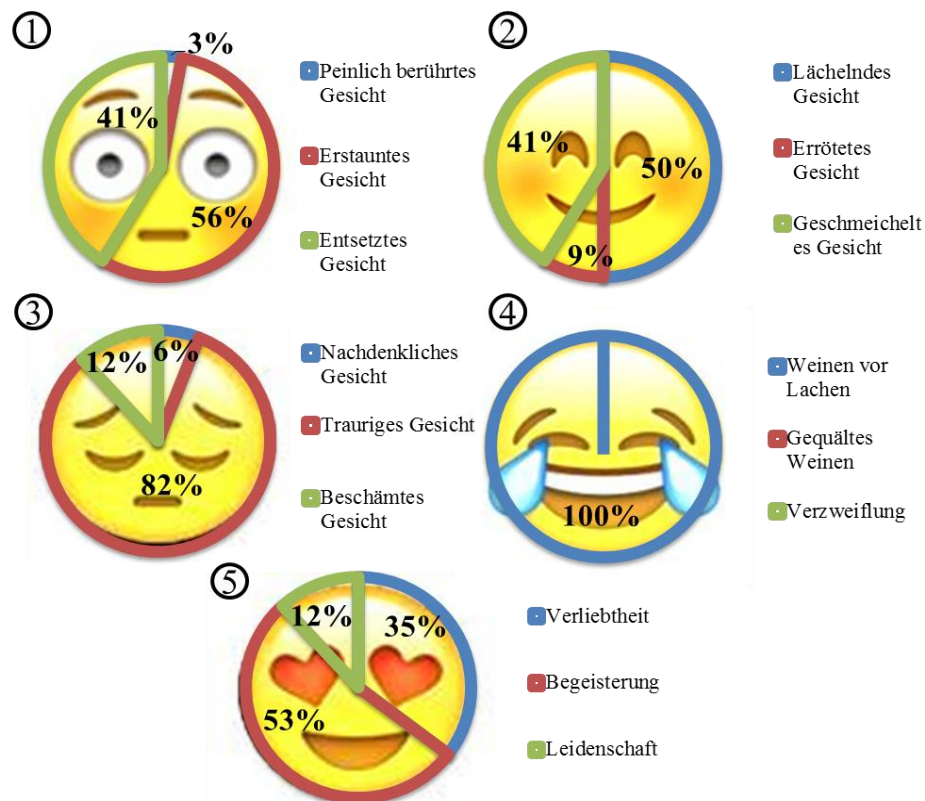 1
3%
41%
56%
Peinlich berührtes
Gesicht
Erstauntes
Gesicht
Entsetztes
Gesicht
2
41%
50%
9%
Lächelndes
Gesicht
Errötetes
Gesicht
Geschmeichelt
es Gesicht
3
12%
6%
82%
Nachdenkliches
Gesicht
Trauriges Gesicht
Beschämtes
Gesicht
4
100%
Weinen vor
Lachen
Gequältes
Weinen
Verzweiflung
5
12%
35%
53%
Verliebtheit
Begeisterung
Leidenschaft